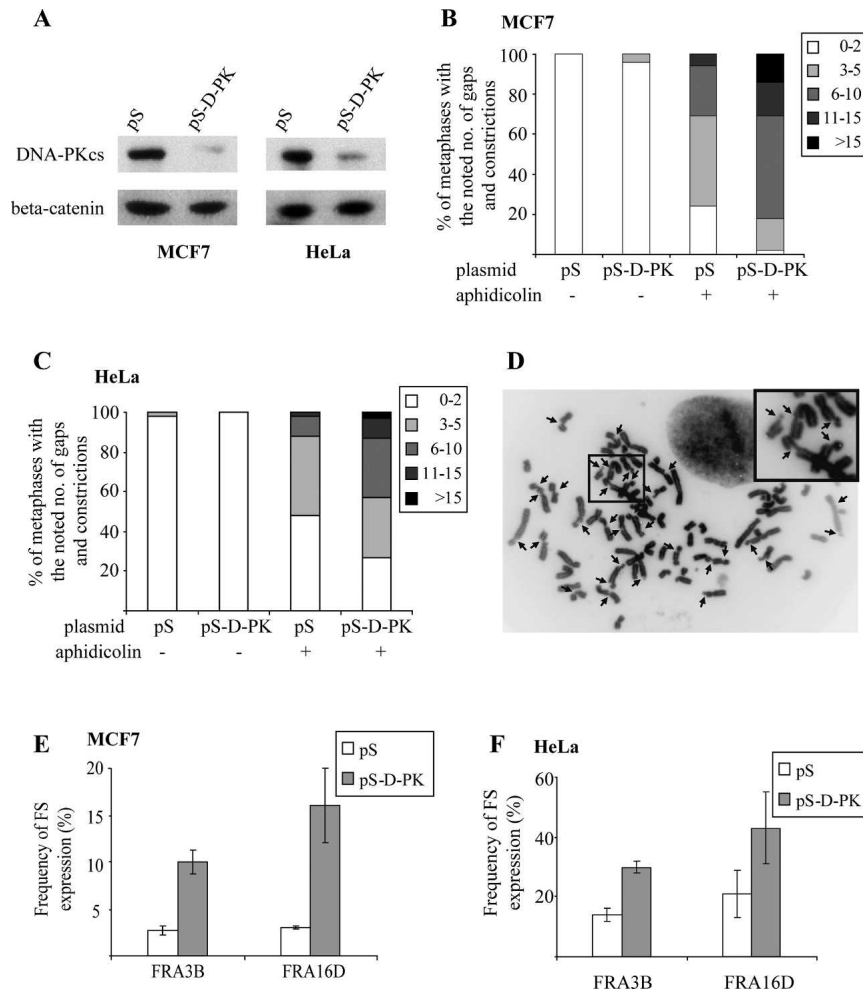 A
pS
pS-D-PK
pS
pS-D-PK
DNA-PKcs
beta-catenin
MCF7
HeLa
B
MCF7
% of metaphases with
the noted no. of gaps
and constrictions
100
80
60
40
20
0-2
3-5
6-10
11-15
>15
plasmid pS pS-D-PK pS pS-D-PK
aphidicolin - - + +
C
HeLa
% of metaphases with
the noted no. of gaps
and constrictions
100
80
60
40
20
0-2
3-5
6-10
11-15
>15
plasmid pS pS-D-PK pS pS-D-PK
aphidicolin - - + +
D
E
MCF7
pS
pS-D-PK
Frequency of FS
expression (%)
20
15
10
5
FRA3B FRA16D
F
HeLa
pS
pS-D-PK
Frequency of FS
expression (%)
60
40
20
FRA3B FRA16D